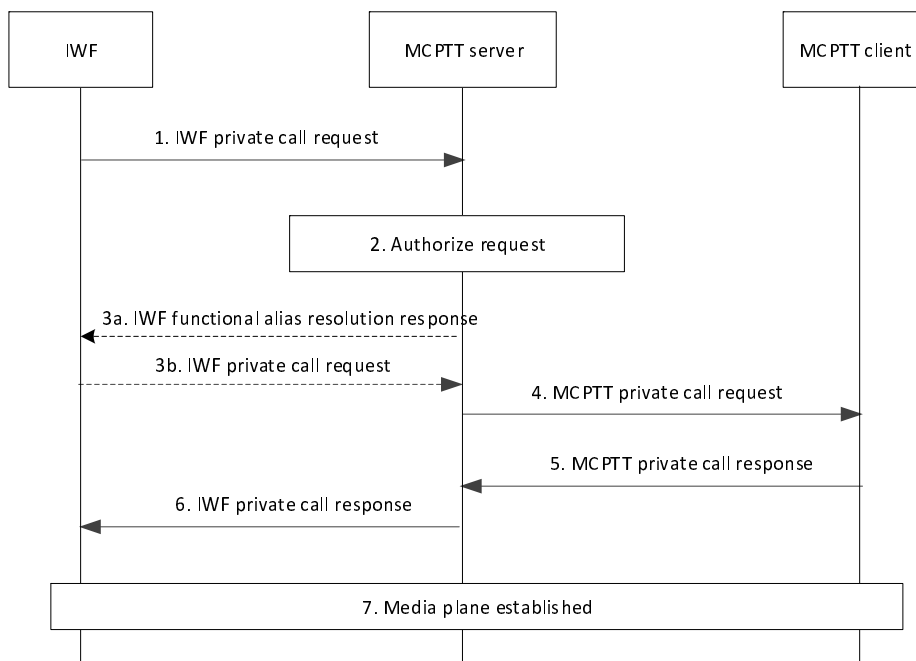 IWF
MCPTT server
MCPTT client
1. IWF private call request
2. Authorize request
3a. IWF functional alias resolution response
3b. IWF private call request
4. MCPTT private call request
5. MCPTT private call response
6. IWF private call response
7. Media plane established